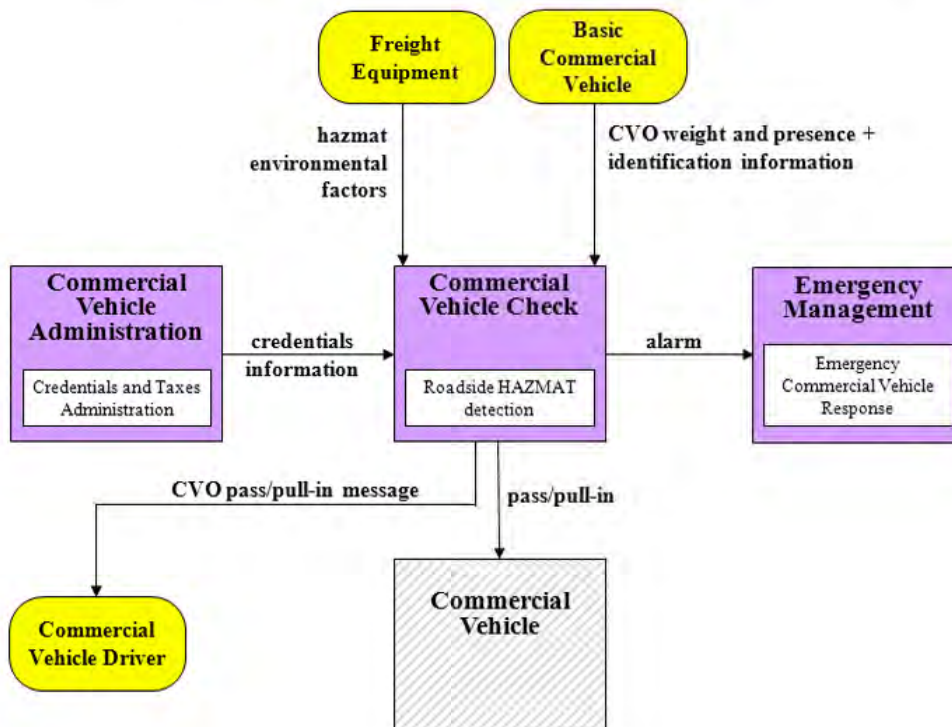 Freight
Equipment
Basic
Commercial
Vehicle
hazmat
environmental
factors
CVO weight and presence +
identification information
Commercial
Vehicle
Administration
Credentials and Taxes
Administration
credentials
information
Commercial
Vehicle Check
Roadside HAZMAT
detection
alarm
Emergency
Management
Emergency
Commercial Vehicle
Response
CVO pass/pull-in message
pass/pull-in
Commercial
Vehicle Driver
Commercial
Vehicle